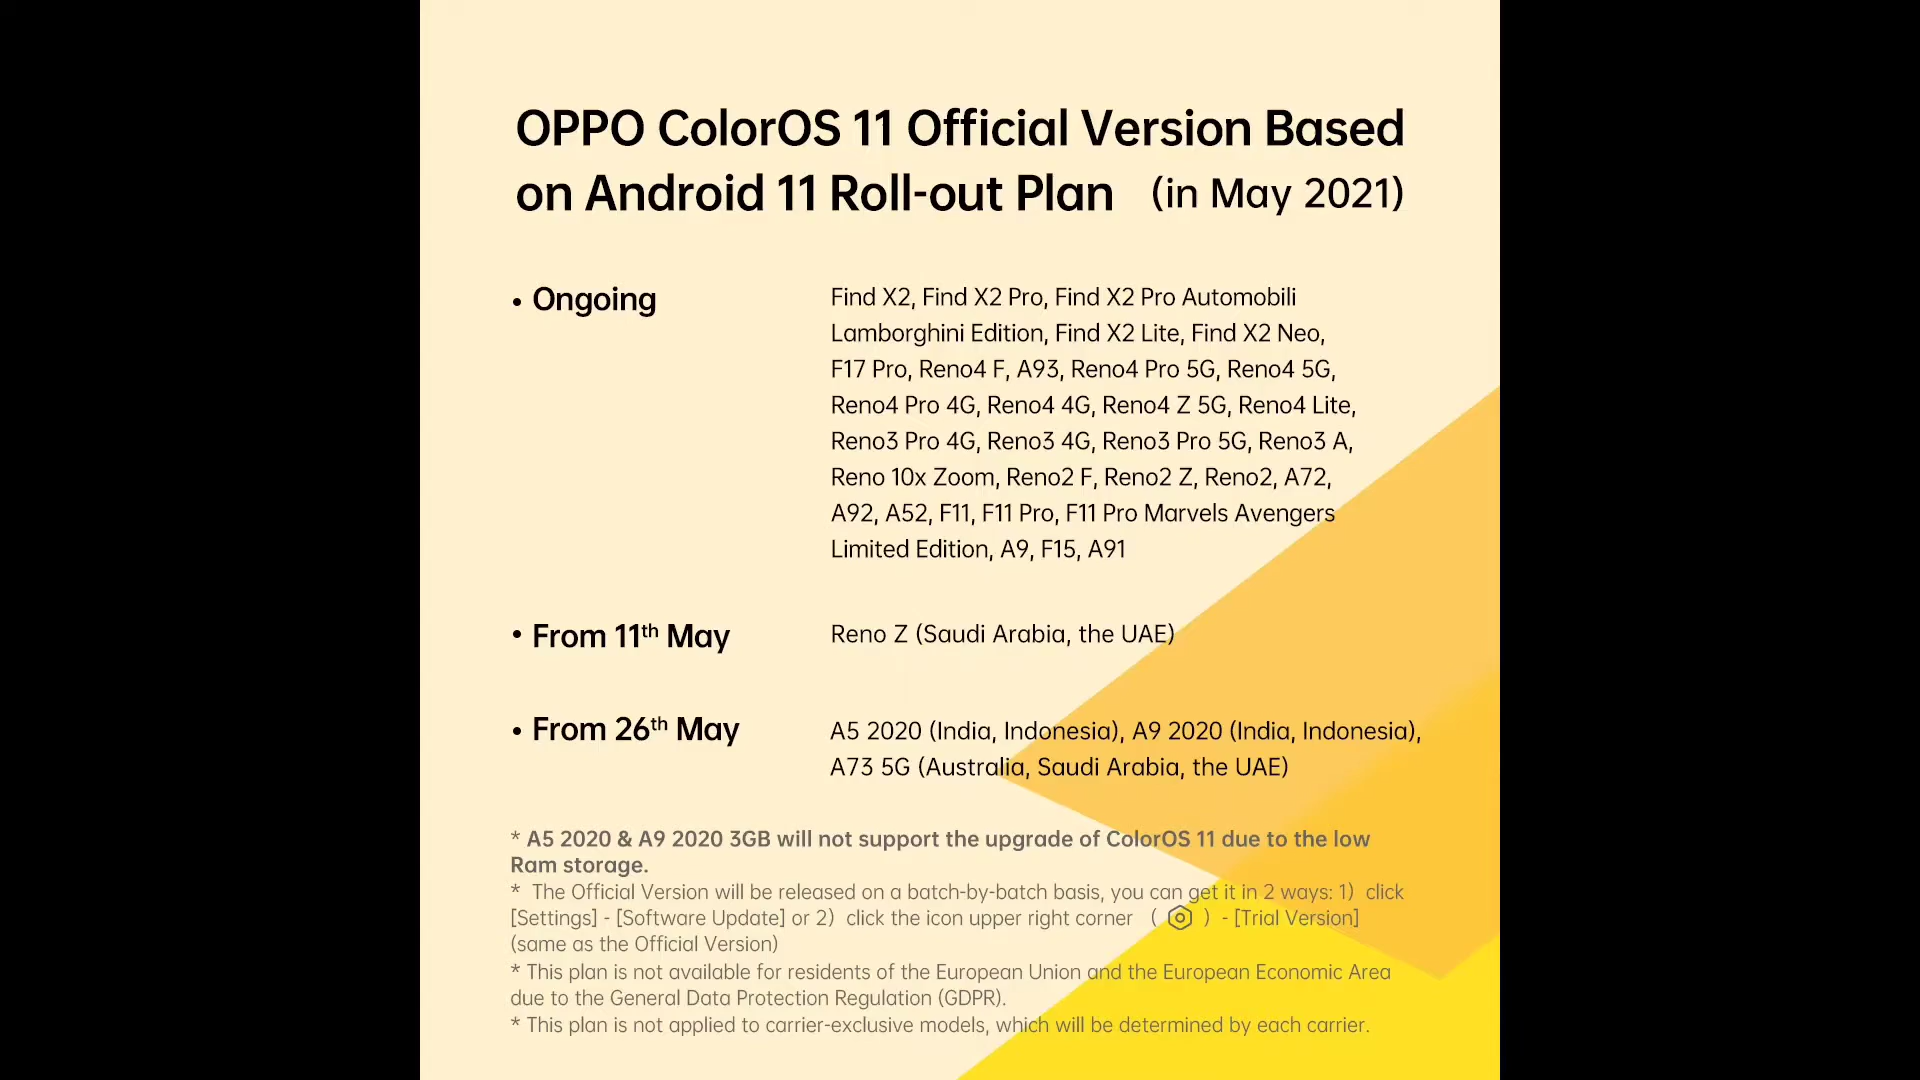 OPPO ColorOS 11 Official Version Based
on Android 11 Roll-out Plan (in May 2021)
• Ongoing
Find X2, Find X2 Pro, Find X2 Pro Automobili
Lamborghini Edition, Find X2 Lite, Find X2 Neo,
F17 Pro, Reno4 F, A93, Reno4 Pro 5G, Reno4 5G,
Reno4 Pro 4G, Reno4 4G, Reno4 Z 5G, Reno4 Lite,
Reno3 Pro 4G, Reno3 4G, Reno3 Pro 5G, Reno3 A,
Reno 10x Zoom, Reno2 F, Reno2 Z, Reno2, A72,
A92, A52, F11, F11 Pro, F11 Pro Marvels Avengers
Limited Edition, A9, F15, A91
• From 11th May
Reno Z (Saudi Arabia, the UAE)
• From 26th May
A5 2020 (India, Indonesia), A9 2020 (India, Indonesia),
A73 5G (Australia, Saudi Arabia, the UAE)
* A5 2020 & A9 2020 3GB will not support the upgrade of ColorOS 11 due to the low
Ram storage.
* The Official Version will be released on a batch-by-batch basis, you can get it in 2 ways: 1) click
[Settings] - [Software Update] or 2) click the icon upper right corner ( ) - [Trial Version]
(same as the Official Version)
* This plan is not available for residents of the European Union and the European Economic Area
due to the General Data Protection Regulation (GDPR).
* This plan is not applied to carrier-exclusive models, which will be determined by each carrier.